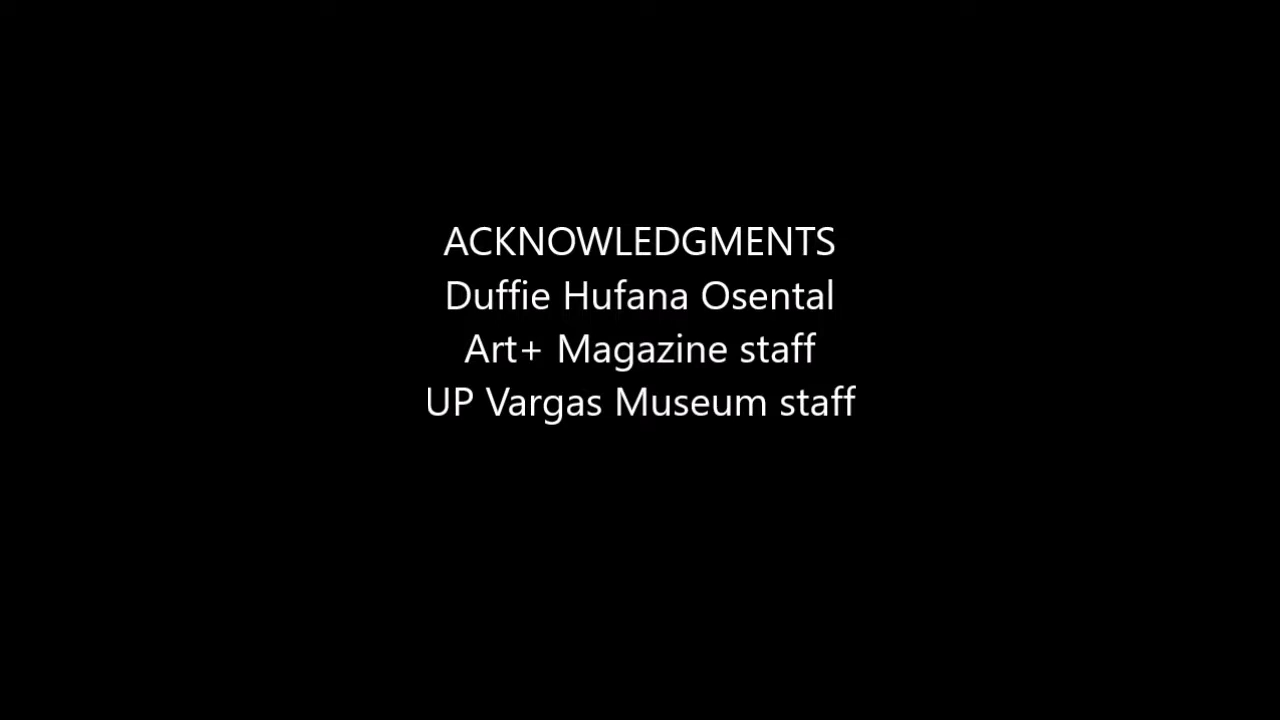 ACKNOWLEDGMENTS
Duffie Hufana Osental
Art+ Magazine staff
UP Vargas Museum staff